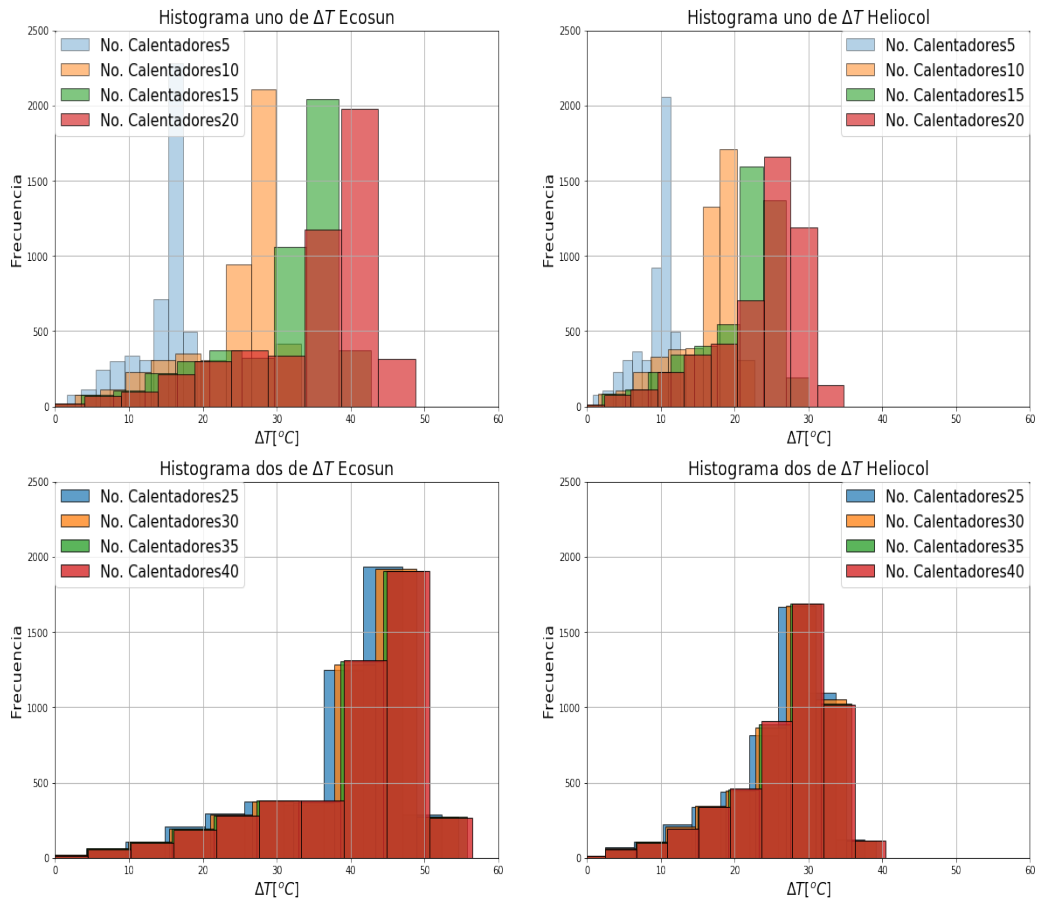 Histograma uno de ΔT Ecosun
No. Calentadores5
No. Calentadores10
No. Calentadores15
No. Calentadores20
Frecuencia
2500
2000
1500
1000
500
0
0 10 20 30 40 50 60
ΔT[°C]
Histograma uno de ΔT Heliocol
No. Calentadores5
No. Calentadores10
No. Calentadores15
No. Calentadores20
Frecuencia
2500
2000
1500
1000
500
0
0 10 20 30 40 50 60
ΔT[°C]
Histograma dos de ΔT Ecosun
No. Calentadores25
No. Calentadores30
No. Calentadores35
No. Calentadores40
Frecuencia
2500
2000
1500
1000
500
0
0 10 20 30 40 50 60
ΔT[°C]
Histograma dos de ΔT Heliocol
No. Calentadores25
No. Calentadores30
No. Calentadores35
No. Calentadores40
Frecuencia
2500
2000
1500
1000
500
0
0 10 20 30 40 50 60
ΔT[°C]